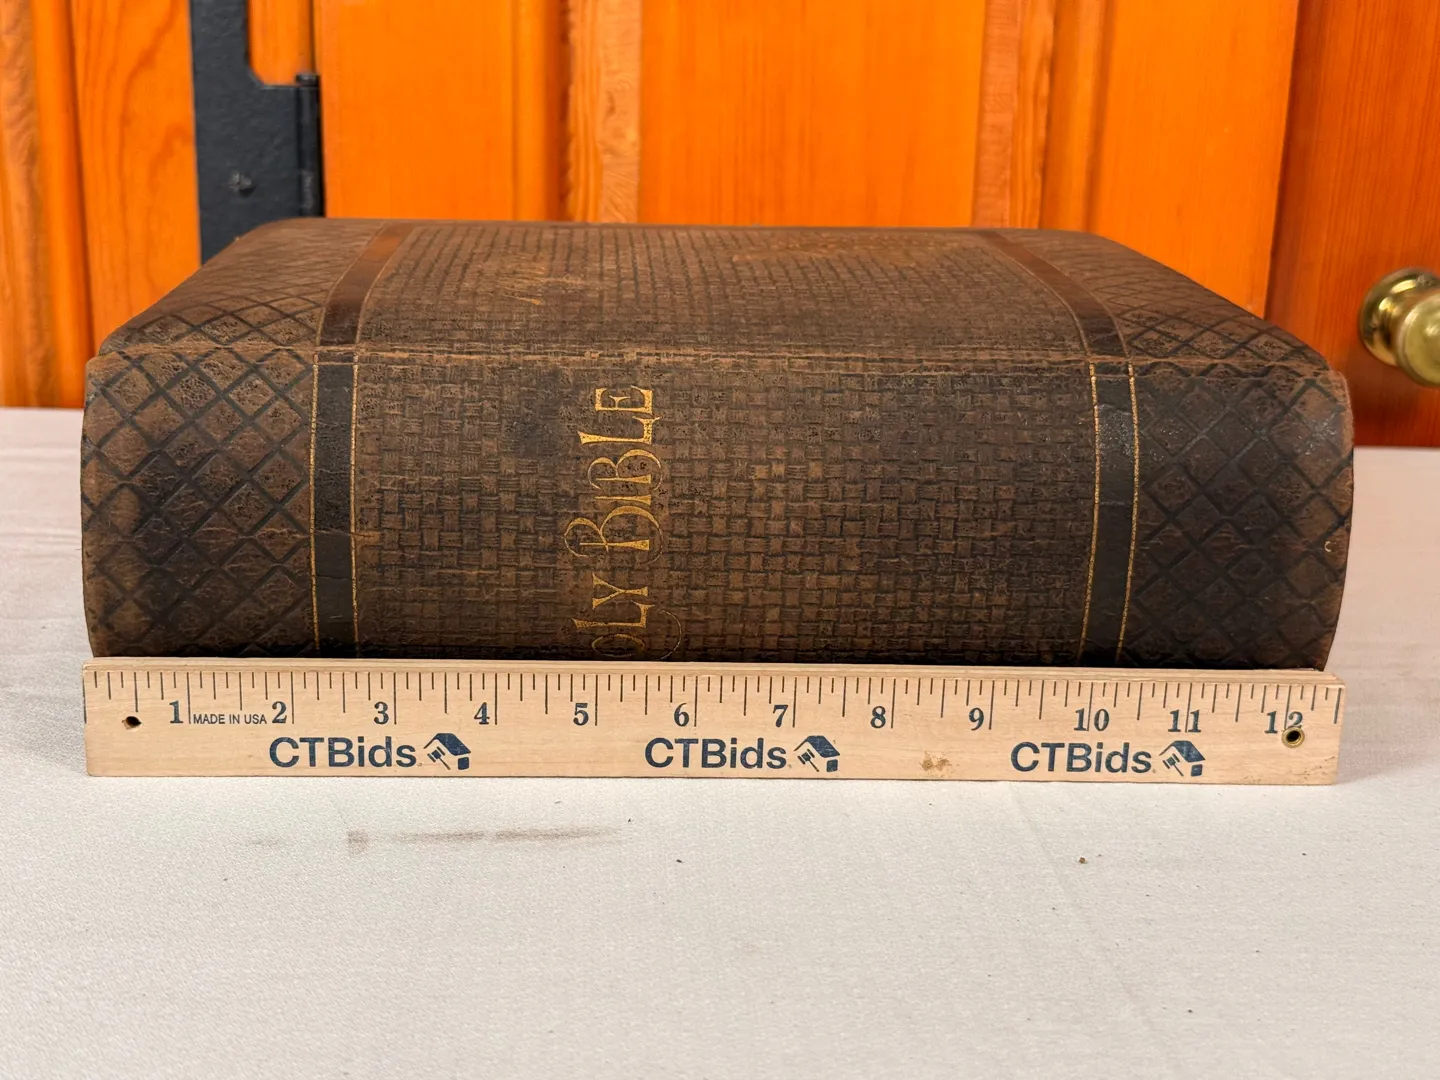 HOLY BIBLE
1 MADE IN USA 2 3 4 5 6 7 8 9 10 11 12
CTBids CTBids CTBids